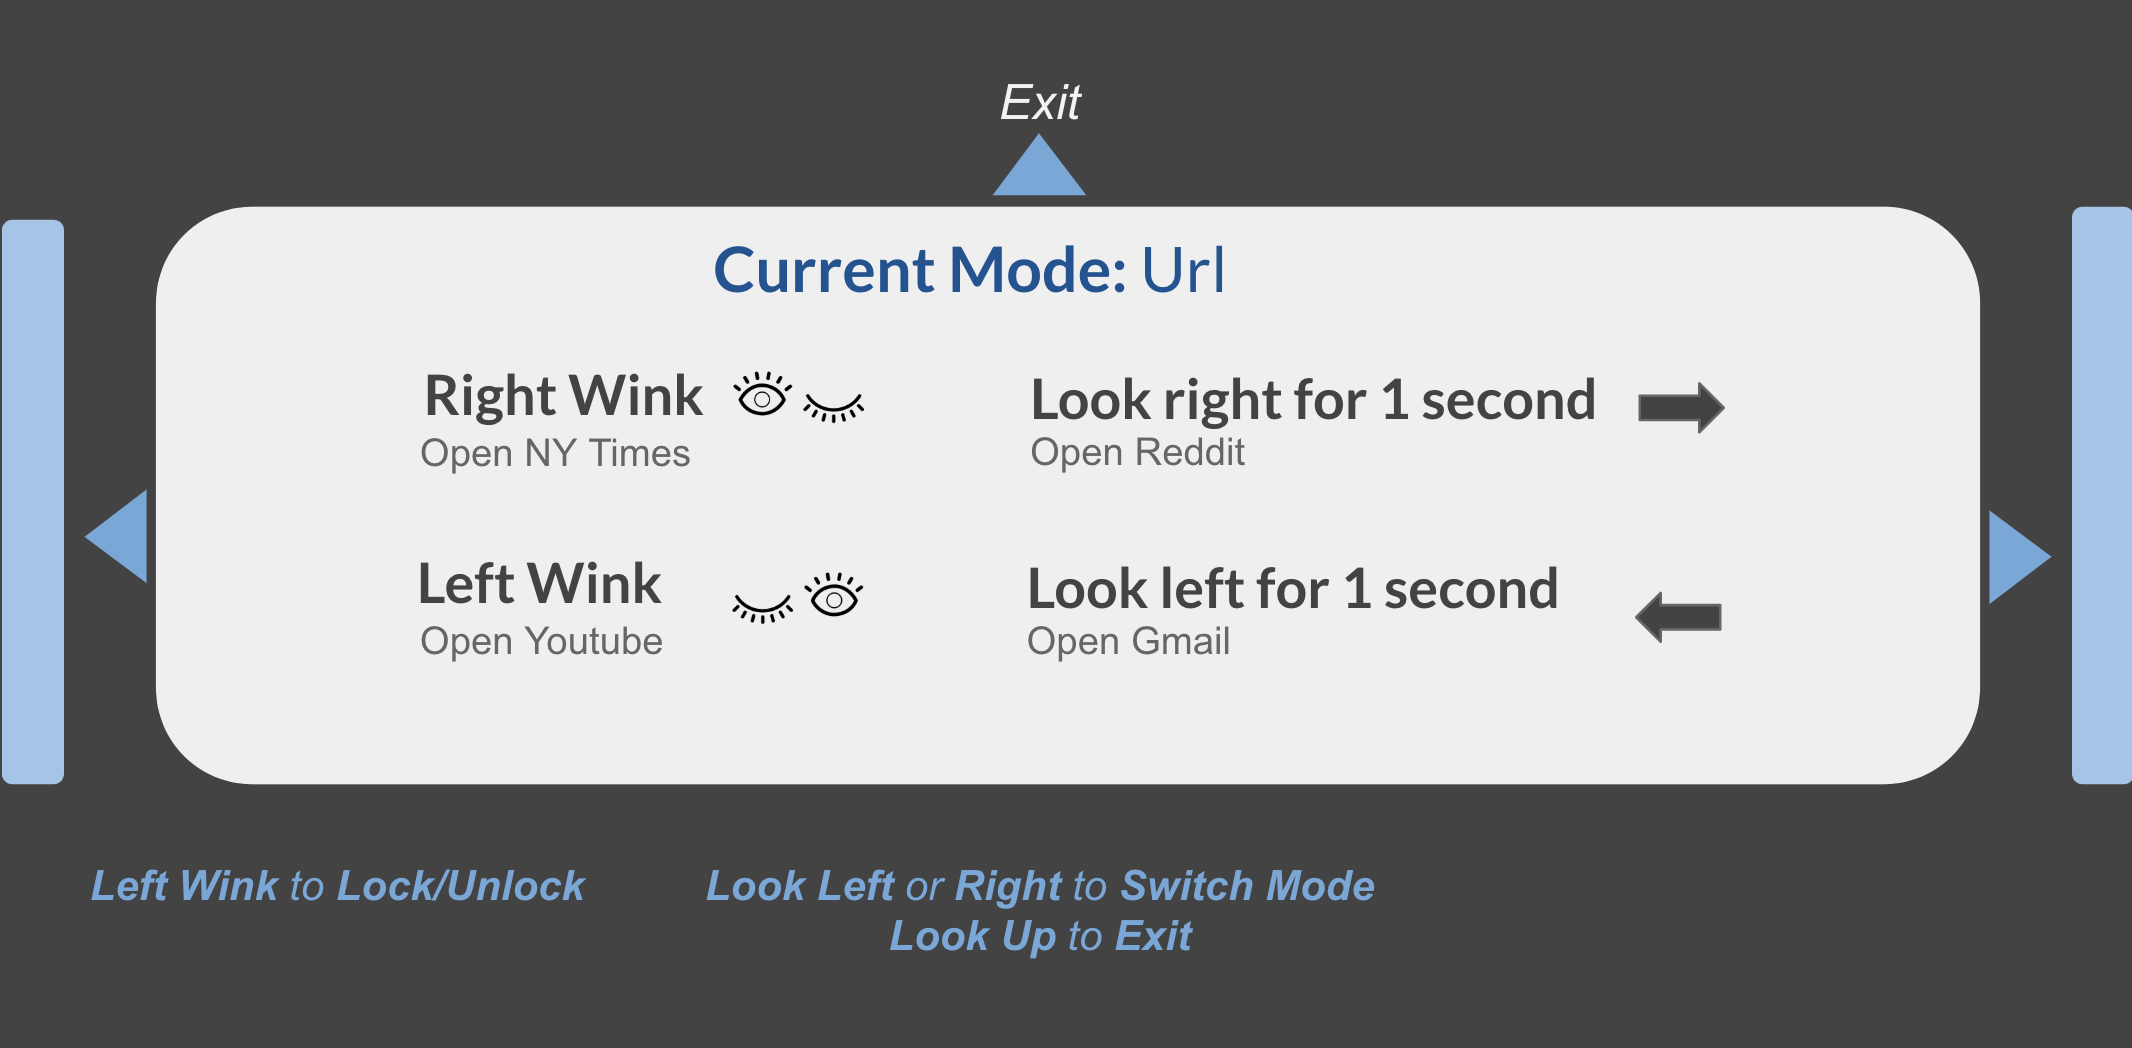 Exit
Current Mode: Url
Right Wink
Open NY Times
Look right for 1 second
Open Reddit
Left Wink
Open Youtube
Look left for 1 second
Open Gmail
Left Wink to Lock/Unlock
Look Left or Right to Switch Mode
Look Up to Exit